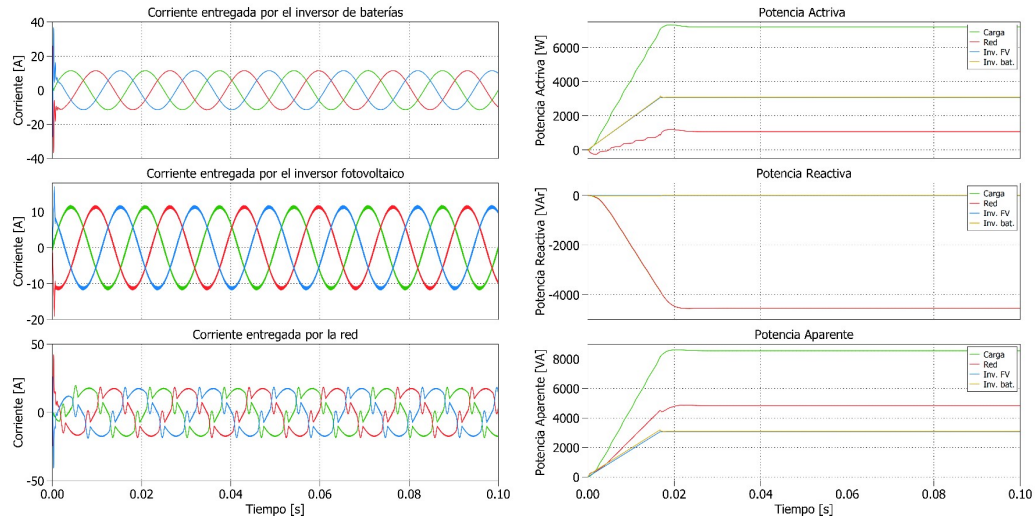 Corriente entregada por el inversor de baterías
Corriente [A]
40
20
0
-20
-40
Corriente entregada por el inversor fotovoltaico
Corriente [A]
10
0
-10
-20
Corriente entregada por la red
Corriente [A]
50
0
-50
0.00 0.02 0.04 0.06 0.08 0.10
Tiempo [s]
Potencia Actriva
Potencia Actriva [W]
6000
4000
2000
0
Carga
Red
Inv. FV
Inv. bat.
Potencia Reactiva
Potencia Reactiva [VAr]
0
-2000
-4000
Carga
Red
Inv. FV
Inv. bat.
Potencia Aparente
Potencia Aparente [VA]
8000
6000
4000
2000
0
Carga
Red
Inv. FV
Inv. bat.
0.00 0.02 0.04 0.06 0.08 0.10
Tiempo [s]